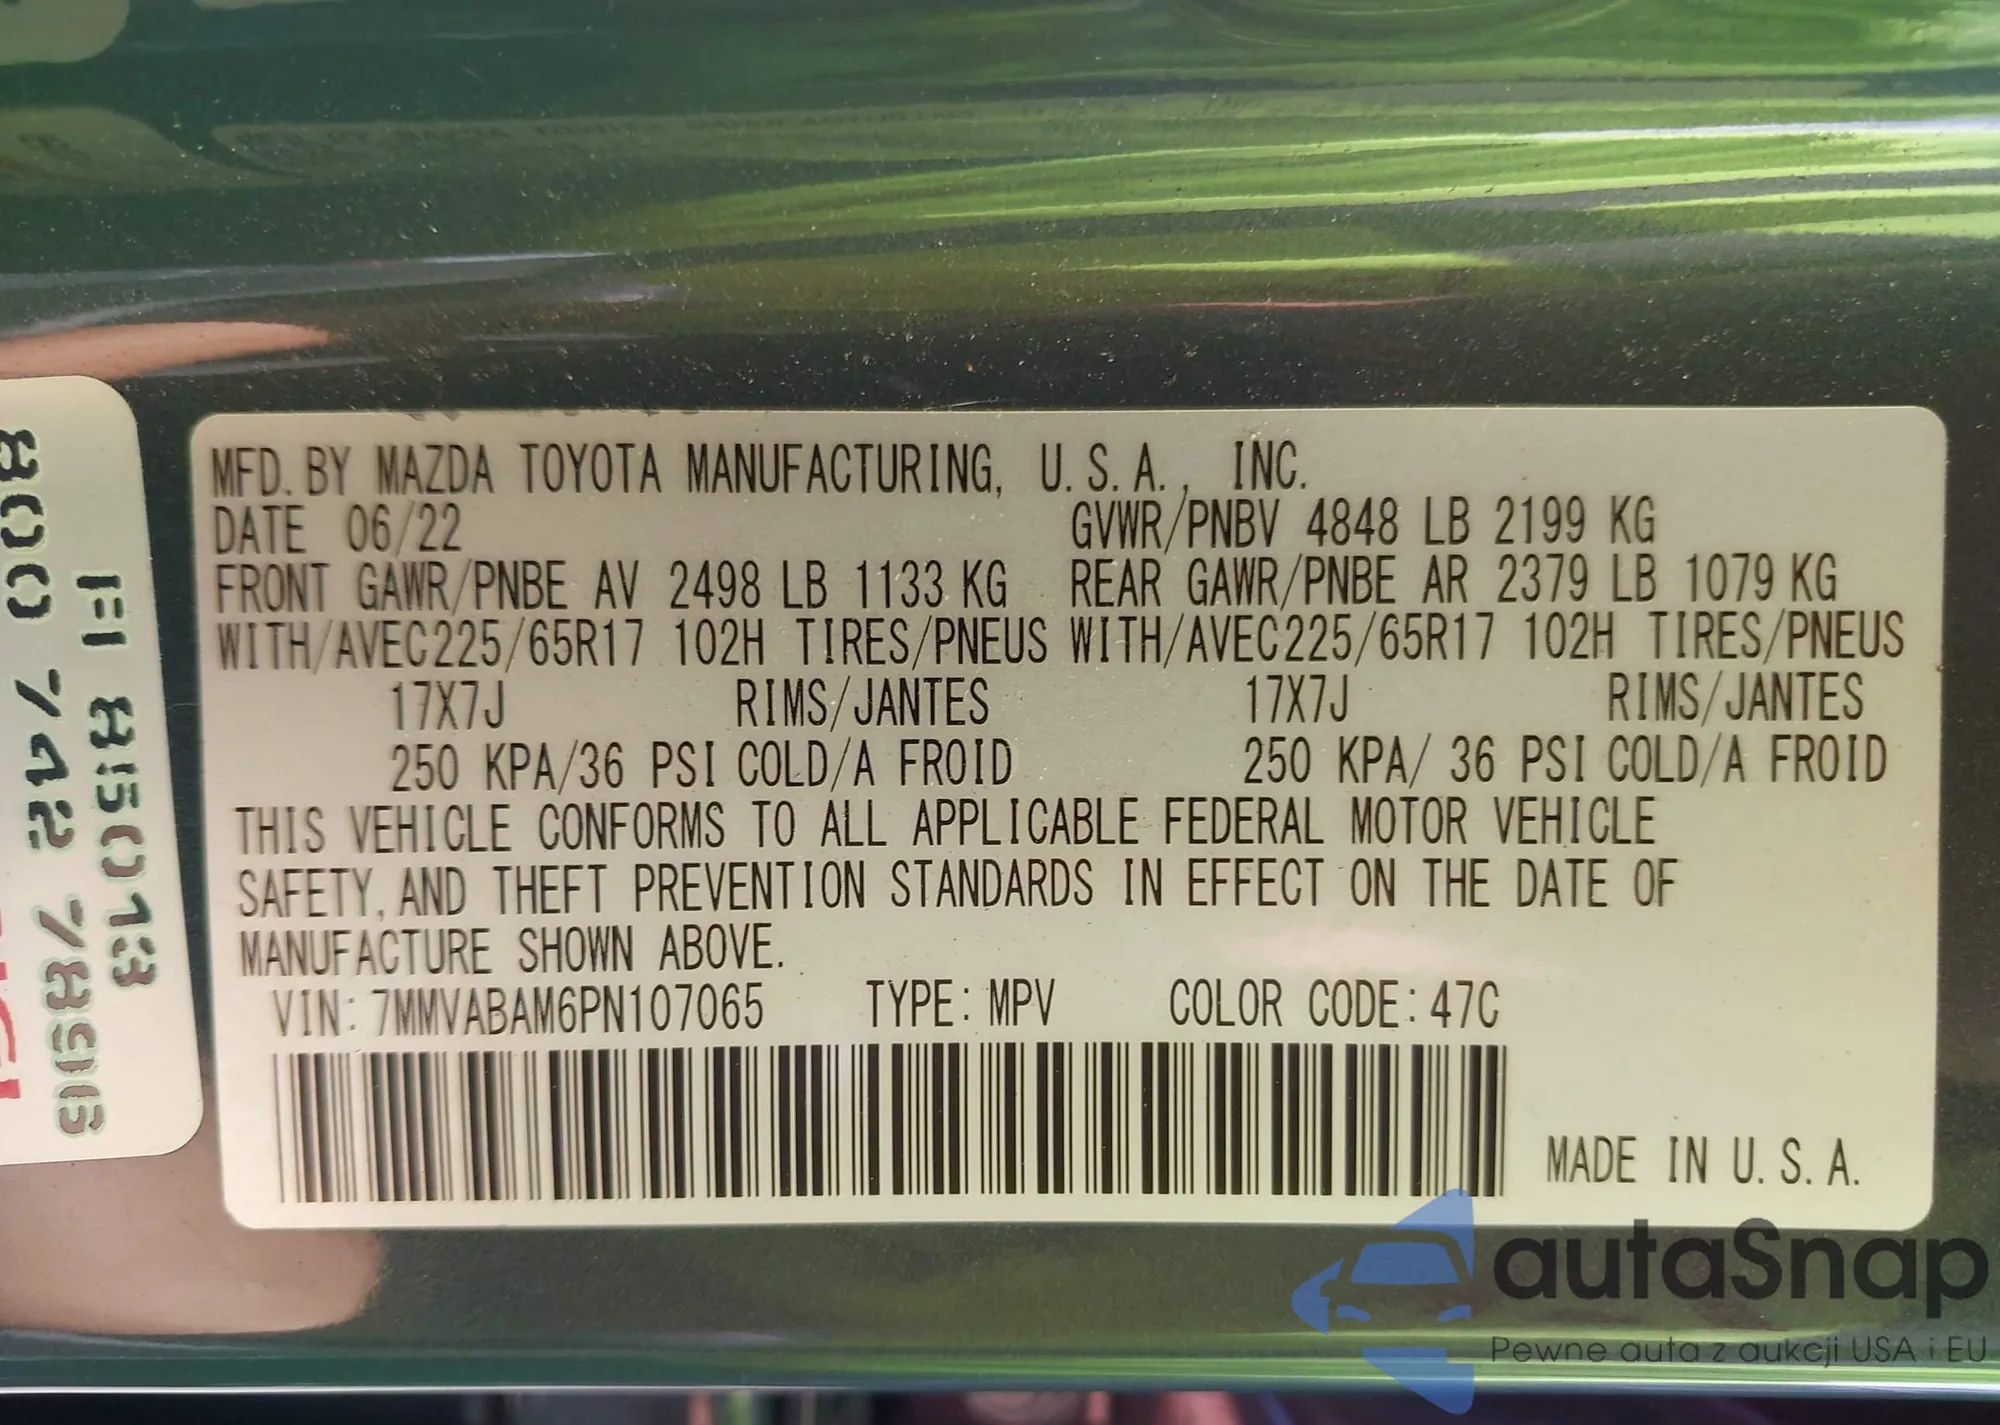 MFD. BY MAZDA TOYOTA MANUFACTURING, U.S.A., INC.
DATE 06/22 GVWR/PNBV 4848 LB 2199 KG
FRONT GAWR/PNBE AV 2498 LB 1133 KG REAR GAWR/PNBE AR 2379 LB 1079 KG
WITH/AVEC225/65R17 102H TIRES/PNEUS WITH/AVEC225/65R17 102H TIRES/PNEUS
17X7J RIMS/JANTES 17X7J RIMS/JANTES
250 KPA/36 PSI COLD/A FROID 250 KPA/ 36 PSI COLD/A FROID
THIS VEHICLE CONFORMS TO ALL APPLICABLE FEDERAL MOTOR VEHICLE
SAFETY, AND THEFT PREVENTION STANDARDS IN EFFECT ON THE DATE OF
MANUFACTURE SHOWN ABOVE.
VIN: 7MMVABAM6PN107065 TYPE: MPV COLOR CODE: 47C
MADE IN U.S.A.
autaSnap
Pewne auta z aukcji USA i EU